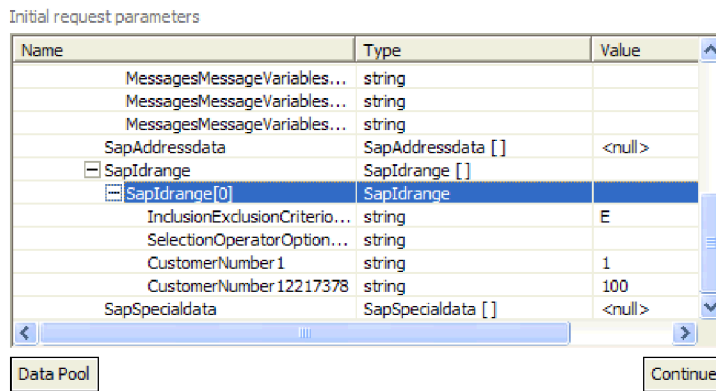 Initial request parameters
Name Type Value
MessagesMessageVariables... string
MessagesMessageVariables... string
MessagesMessageVariables... string
SapAddressdata SapAddressdata [] <null>
SapIdrange SapIdrange []
SapIdrange[0] SapIdrange
InclusionExclusionCriterio... string E
SelectionOperatorOption... string
CustomerNumber1 string 1
CustomerNumber12217378 string 100
SapSpecialdata SapSpecialdata [] <null>
Data Pool Continue